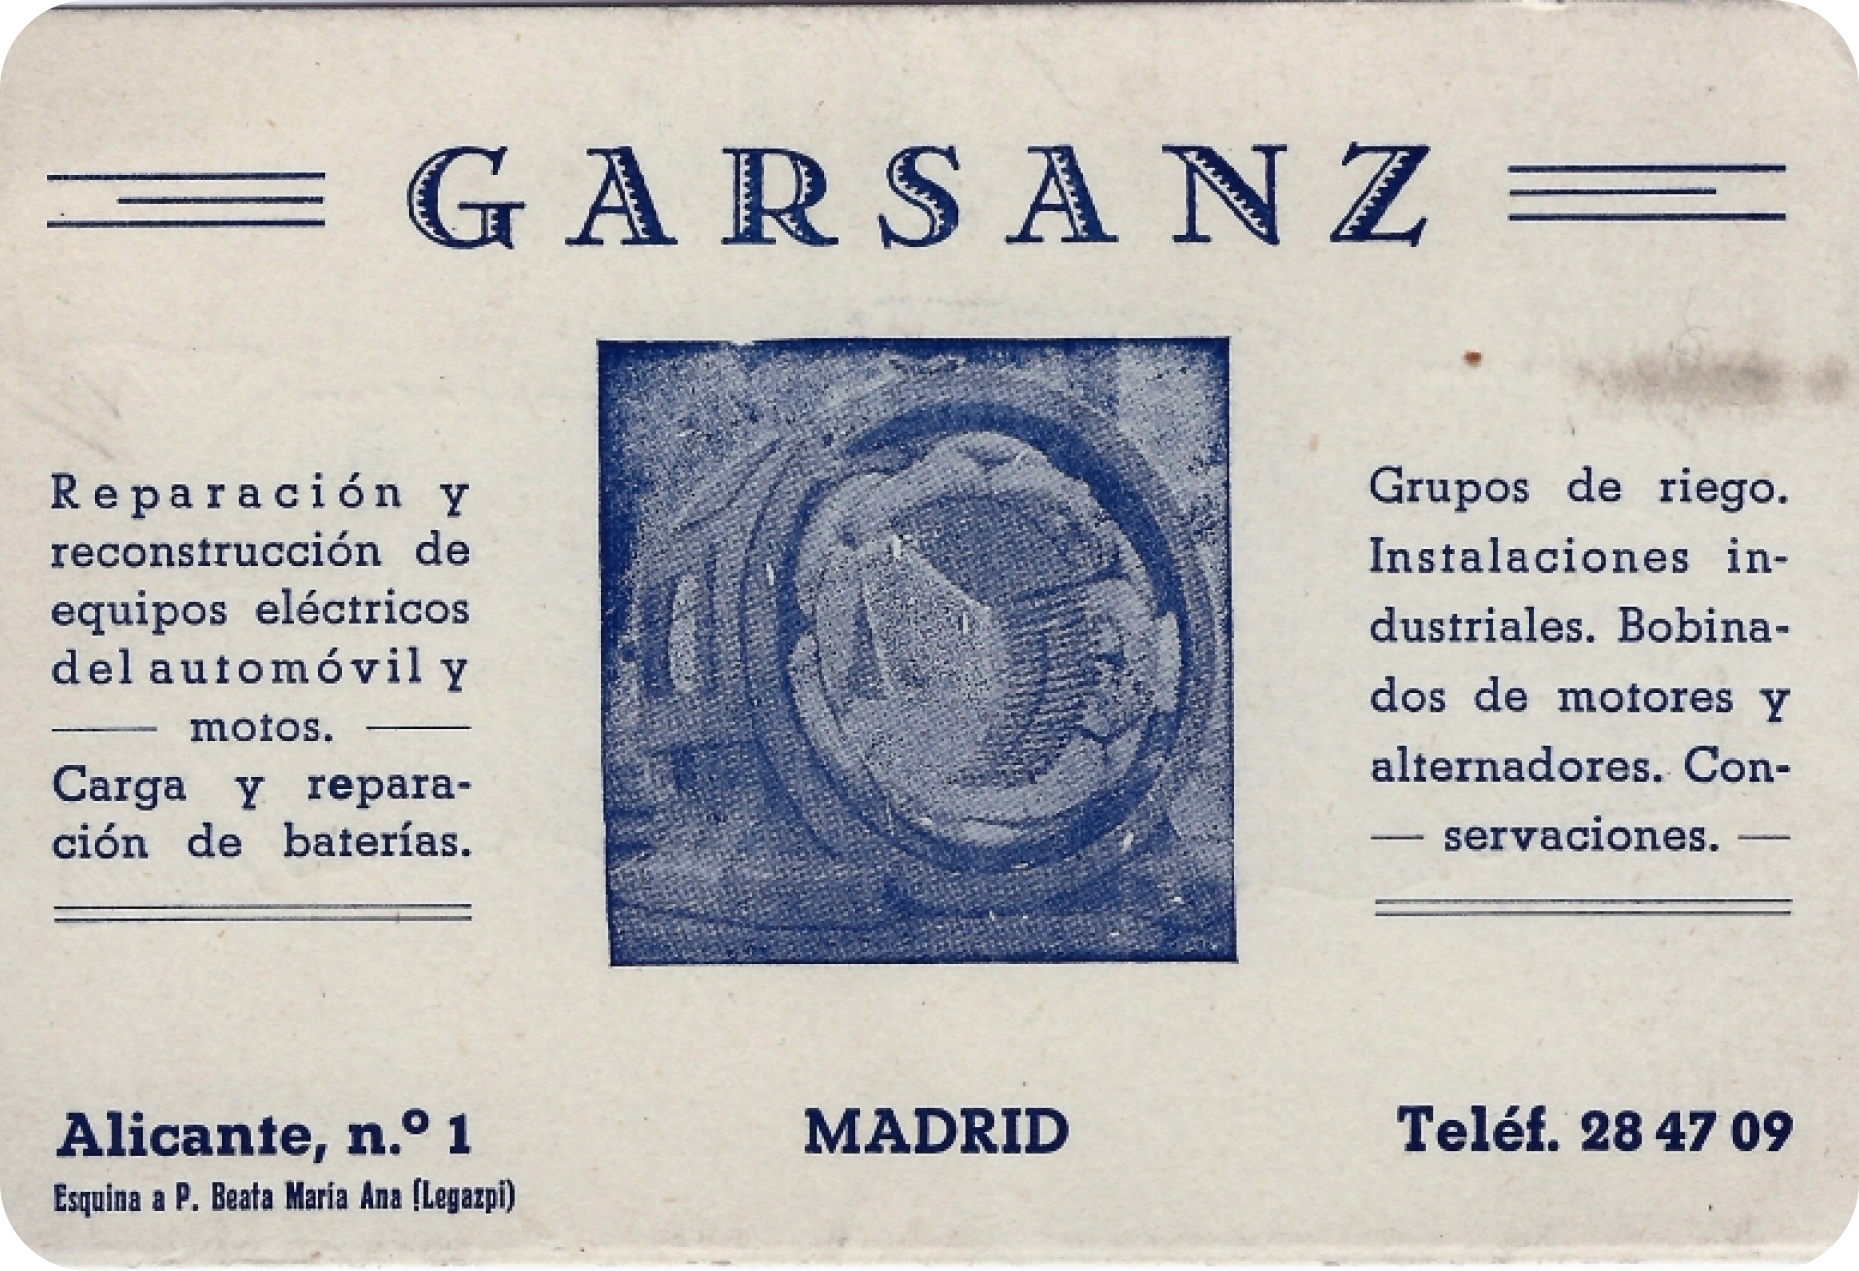 GARSANZ
Reparación y
reconstrucción de
equipos eléctricos
del automóvil y
motos.
Carga y repara-
ción de baterías.
Grupos de riego.
Instalaciones in-
dustriales. Bobina-
dos de motores y
alternadores. Con-
servaciones.
Alicante, n.º 1
Esquina a P. Beata María Ana (Legazpi)
MADRID
Teléf. 28 47 09